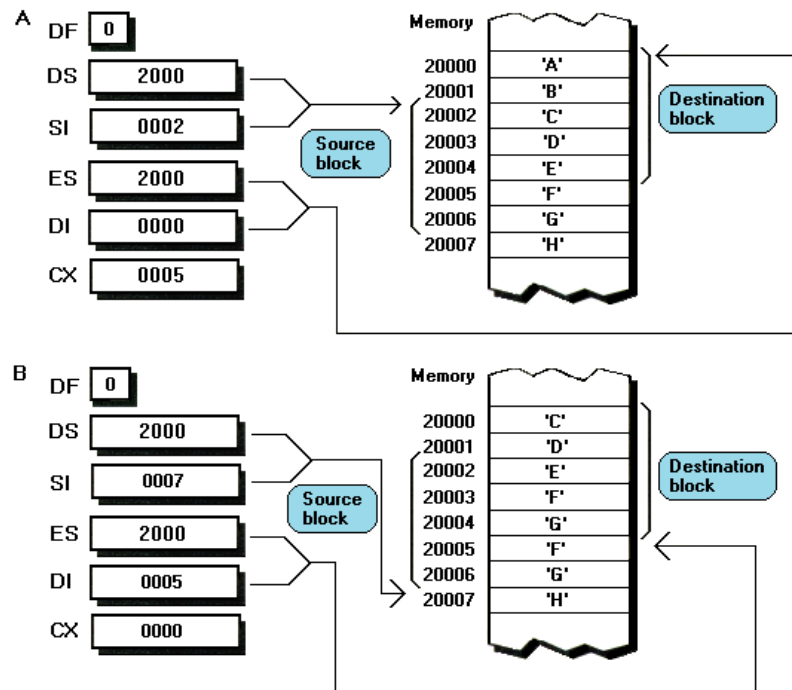 A
DF 0
DS 2000
SI 0002
ES 2000
DI 0000
CX 0005
Source
block
Memory
20000 'A'
20001 'B'
20002 'C'
20003 'D'
20004 'E'
20005 'F'
20006 'G'
20007 'H'
Destination
block
B
DF 0
DS 2000
SI 0007
ES 2000
DI 0005
CX 0000
Source
block
Memory
20000 'C'
20001 'D'
20002 'E'
20003 'F'
20004 'G'
20005 'F'
20006 'G'
20007 'H'
Destination
block